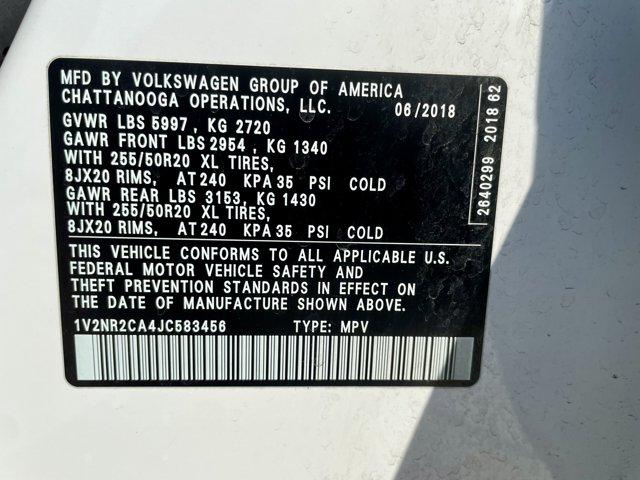 MFD BY VOLKSWAGEN GROUP OF AMERICA
CHATTANOOGA OPERATIONS, LLC. 06/2018
GVWR LBS 5997 , KG 2720
GAWR FRONT LBS 2954 , KG 1340
WITH 255/50R20 XL TIRES,
8JX20 RIMS, AT 240 KPA 35 PSI COLD
GAWR REAR LBS 3153, KG 1430
WITH 255/50R20 XL TIRES,
8JX20 RIMS, AT 240 KPA 35 PSI COLD
THIS VEHICLE CONFORMS TO ALL APPLICABLE U.S.
FEDERAL MOTOR VEHICLE SAFETY AND
THEFT PREVENTION STANDARDS IN EFFECT ON
THE DATE OF MANUFACTURE SHOWN ABOVE.
1V2NR2CA4JC583456 TYPE: MPV
2640299 2018 62